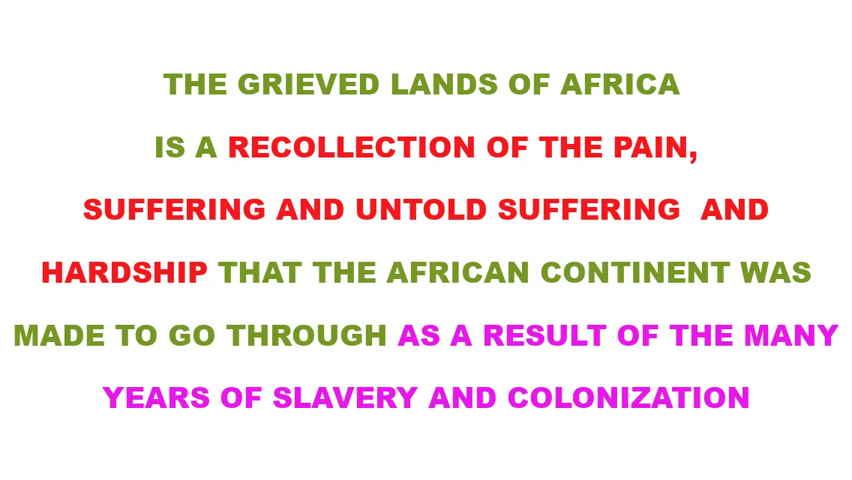 THE GRIEVED LANDS OF AFRICA
IS A RECOLLECTION OF THE PAIN,
SUFFERING AND UNTOLD SUFFERING  AND
HARDSHIP THAT THE AFRICAN CONTINENT WAS
MADE TO GO THROUGH AS A RESULT OF THE MANY
YEARS OF SLAVERY AND COLONIZATION